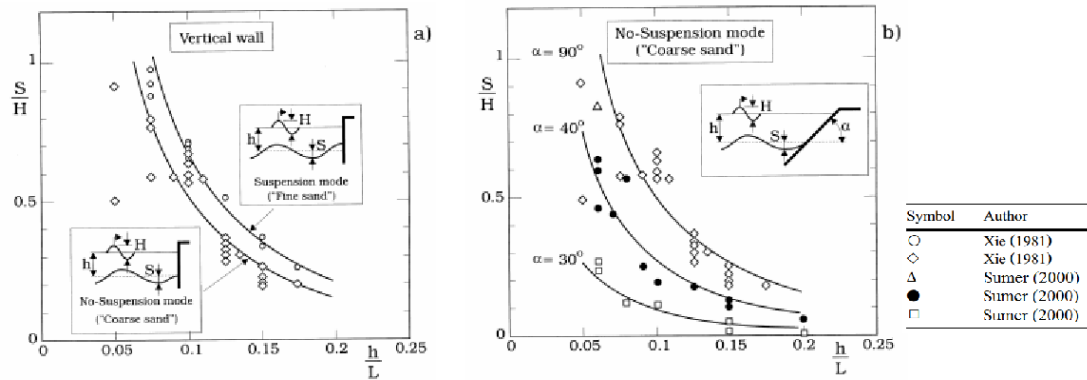 Vertical wall
a)
1
S
H
0.5
0
0
0.05
0.1
0.15
0.2
0.25
h
L
H
h
S
Suspension mode
("Fine sand")
H
h
S
No-Suspension mode
("Coarse sand")
b)
No-Suspension mode
("Coarse sand")
α = 90°
α = 40°
α = 30°
1
S
H
0.5
0
0
0.05
0.1
0.15
0.2
0.25
h
L
H
h
S
α
Symbol Author
Xie (1981)
Xie (1981)
Sumer (2000)
Sumer (2000)
Sumer (2000)